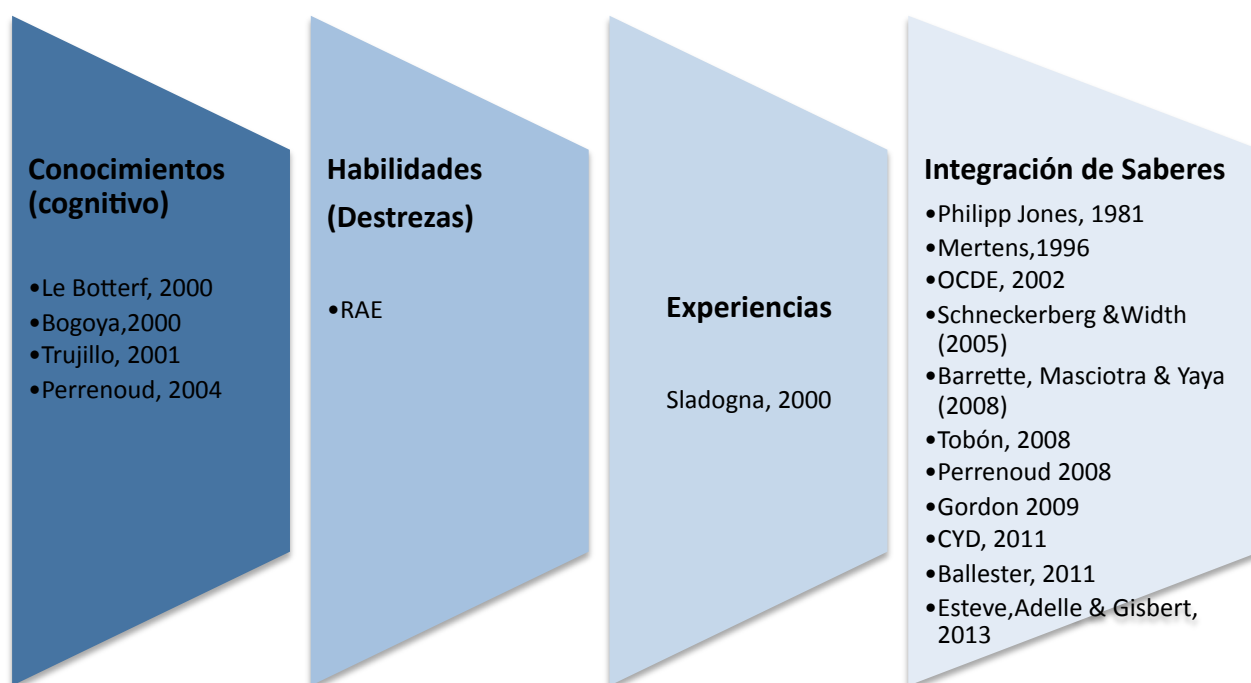 Conocimientos
(cognitivo)
•Le Botterf, 2000
•Bogoya,2000
•Trujillo, 2001
•Perrenoud, 2004
Habilidades
(Destrezas)
•RAE
Experiencias
Sladogna, 2000
Integración de Saberes
•Philipp Jones, 1981
•Mertens,1996
•OCDE, 2002
•Schneckerberg &Width
(2005)
•Barrette, Masciotra & Yaya
(2008)
•Tobón, 2008
•Perrenoud 2008
•Gordon 2009
•CYD, 2011
•Ballester, 2011
•Esteve,Adelle & Gisbert,
2013